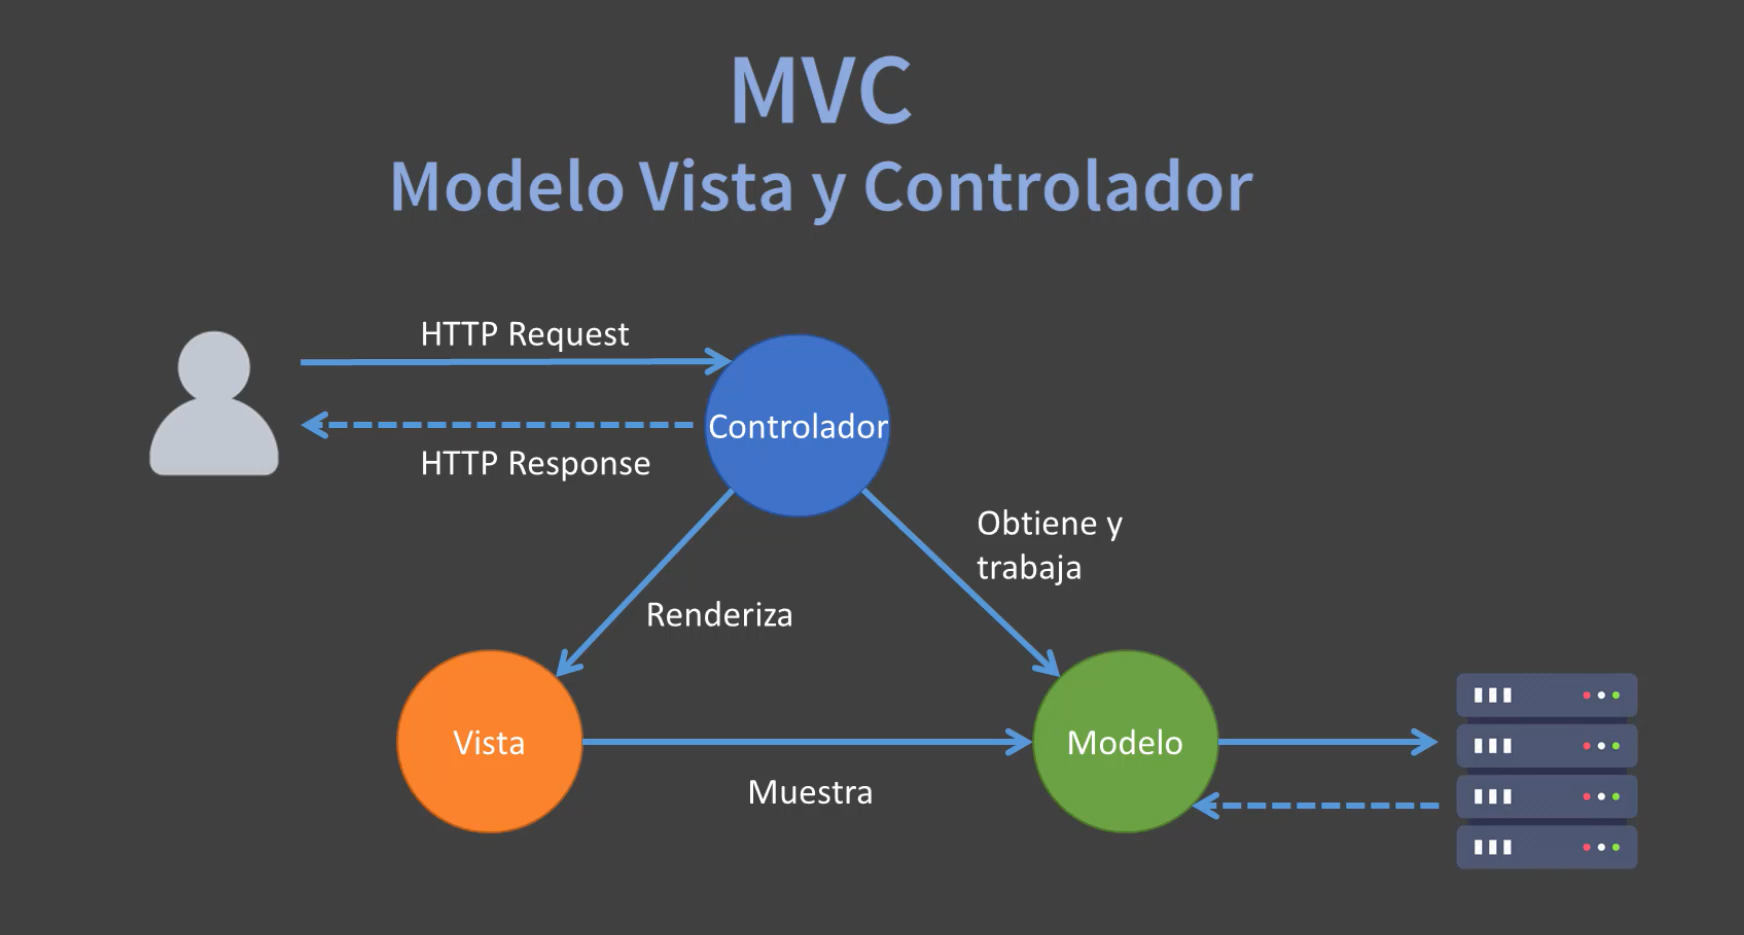 MVC
Modelo Vista y Controlador
HTTP Request
Controlador
HTTP Response
Obtiene y
trabaja
Renderiza
Vista
Modelo
Muestra